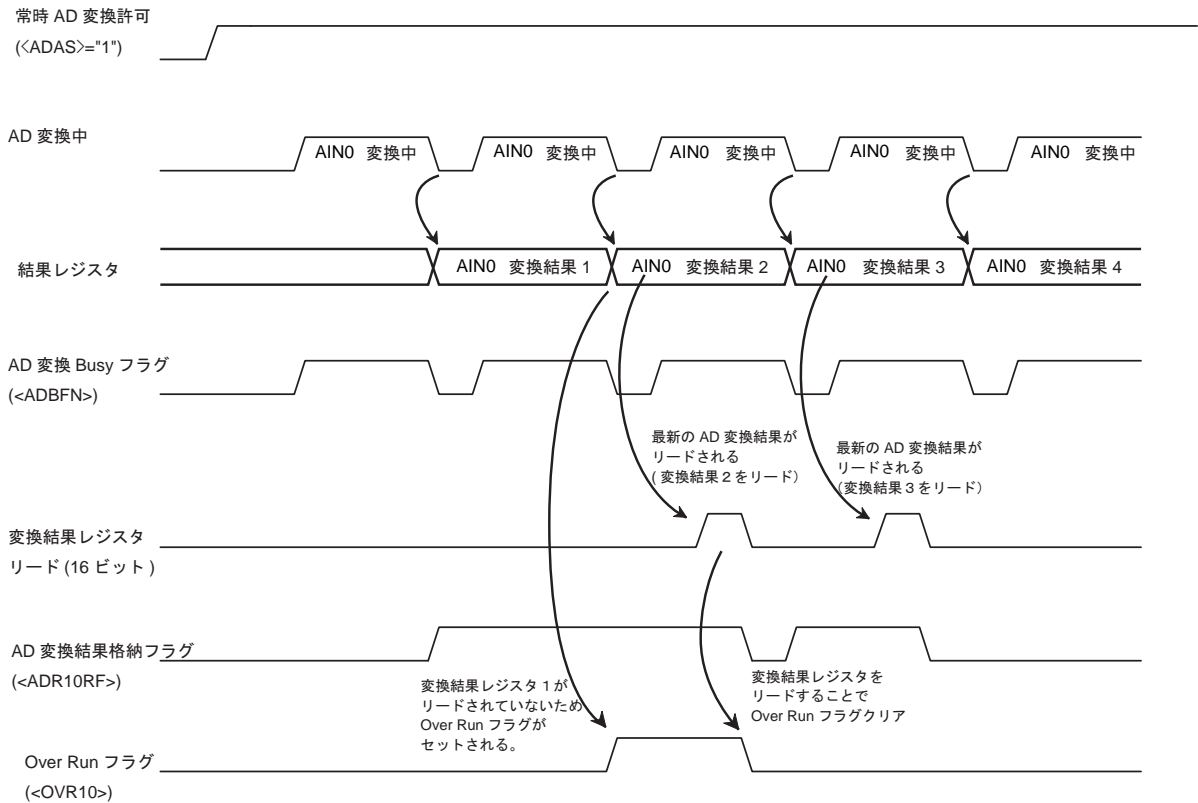 常時 AD 変換許可
(<ADAS>="1")
AD 変換中
AIN0 変換中
AIN0 変換中
AIN0 変換中
AIN0 変換中
AIN0 変換中
結果レジスタ
AIN0 変換結果 1
AIN0 変換結果 2
AIN0 変換結果 3
AIN0 変換結果 4
AD 変換 Busy フラグ
(<ADBFN>)
最新の AD 変換結果が
リードされる
( 変換結果 2 をリード)
最新の AD 変換結果が
リードされる
(変換結果 3 をリード)
変換結果レジスタ
リード (16 ビット )
AD 変換結果格納フラグ
(<ADR10RF>)
変換結果レジスタ 1 が
リードされていないため
Over Run フラグが
セットされる。
変換結果レジスタを
リードすることで
Over Run フラグクリア
Over Run フラグ
(<OVR10>)